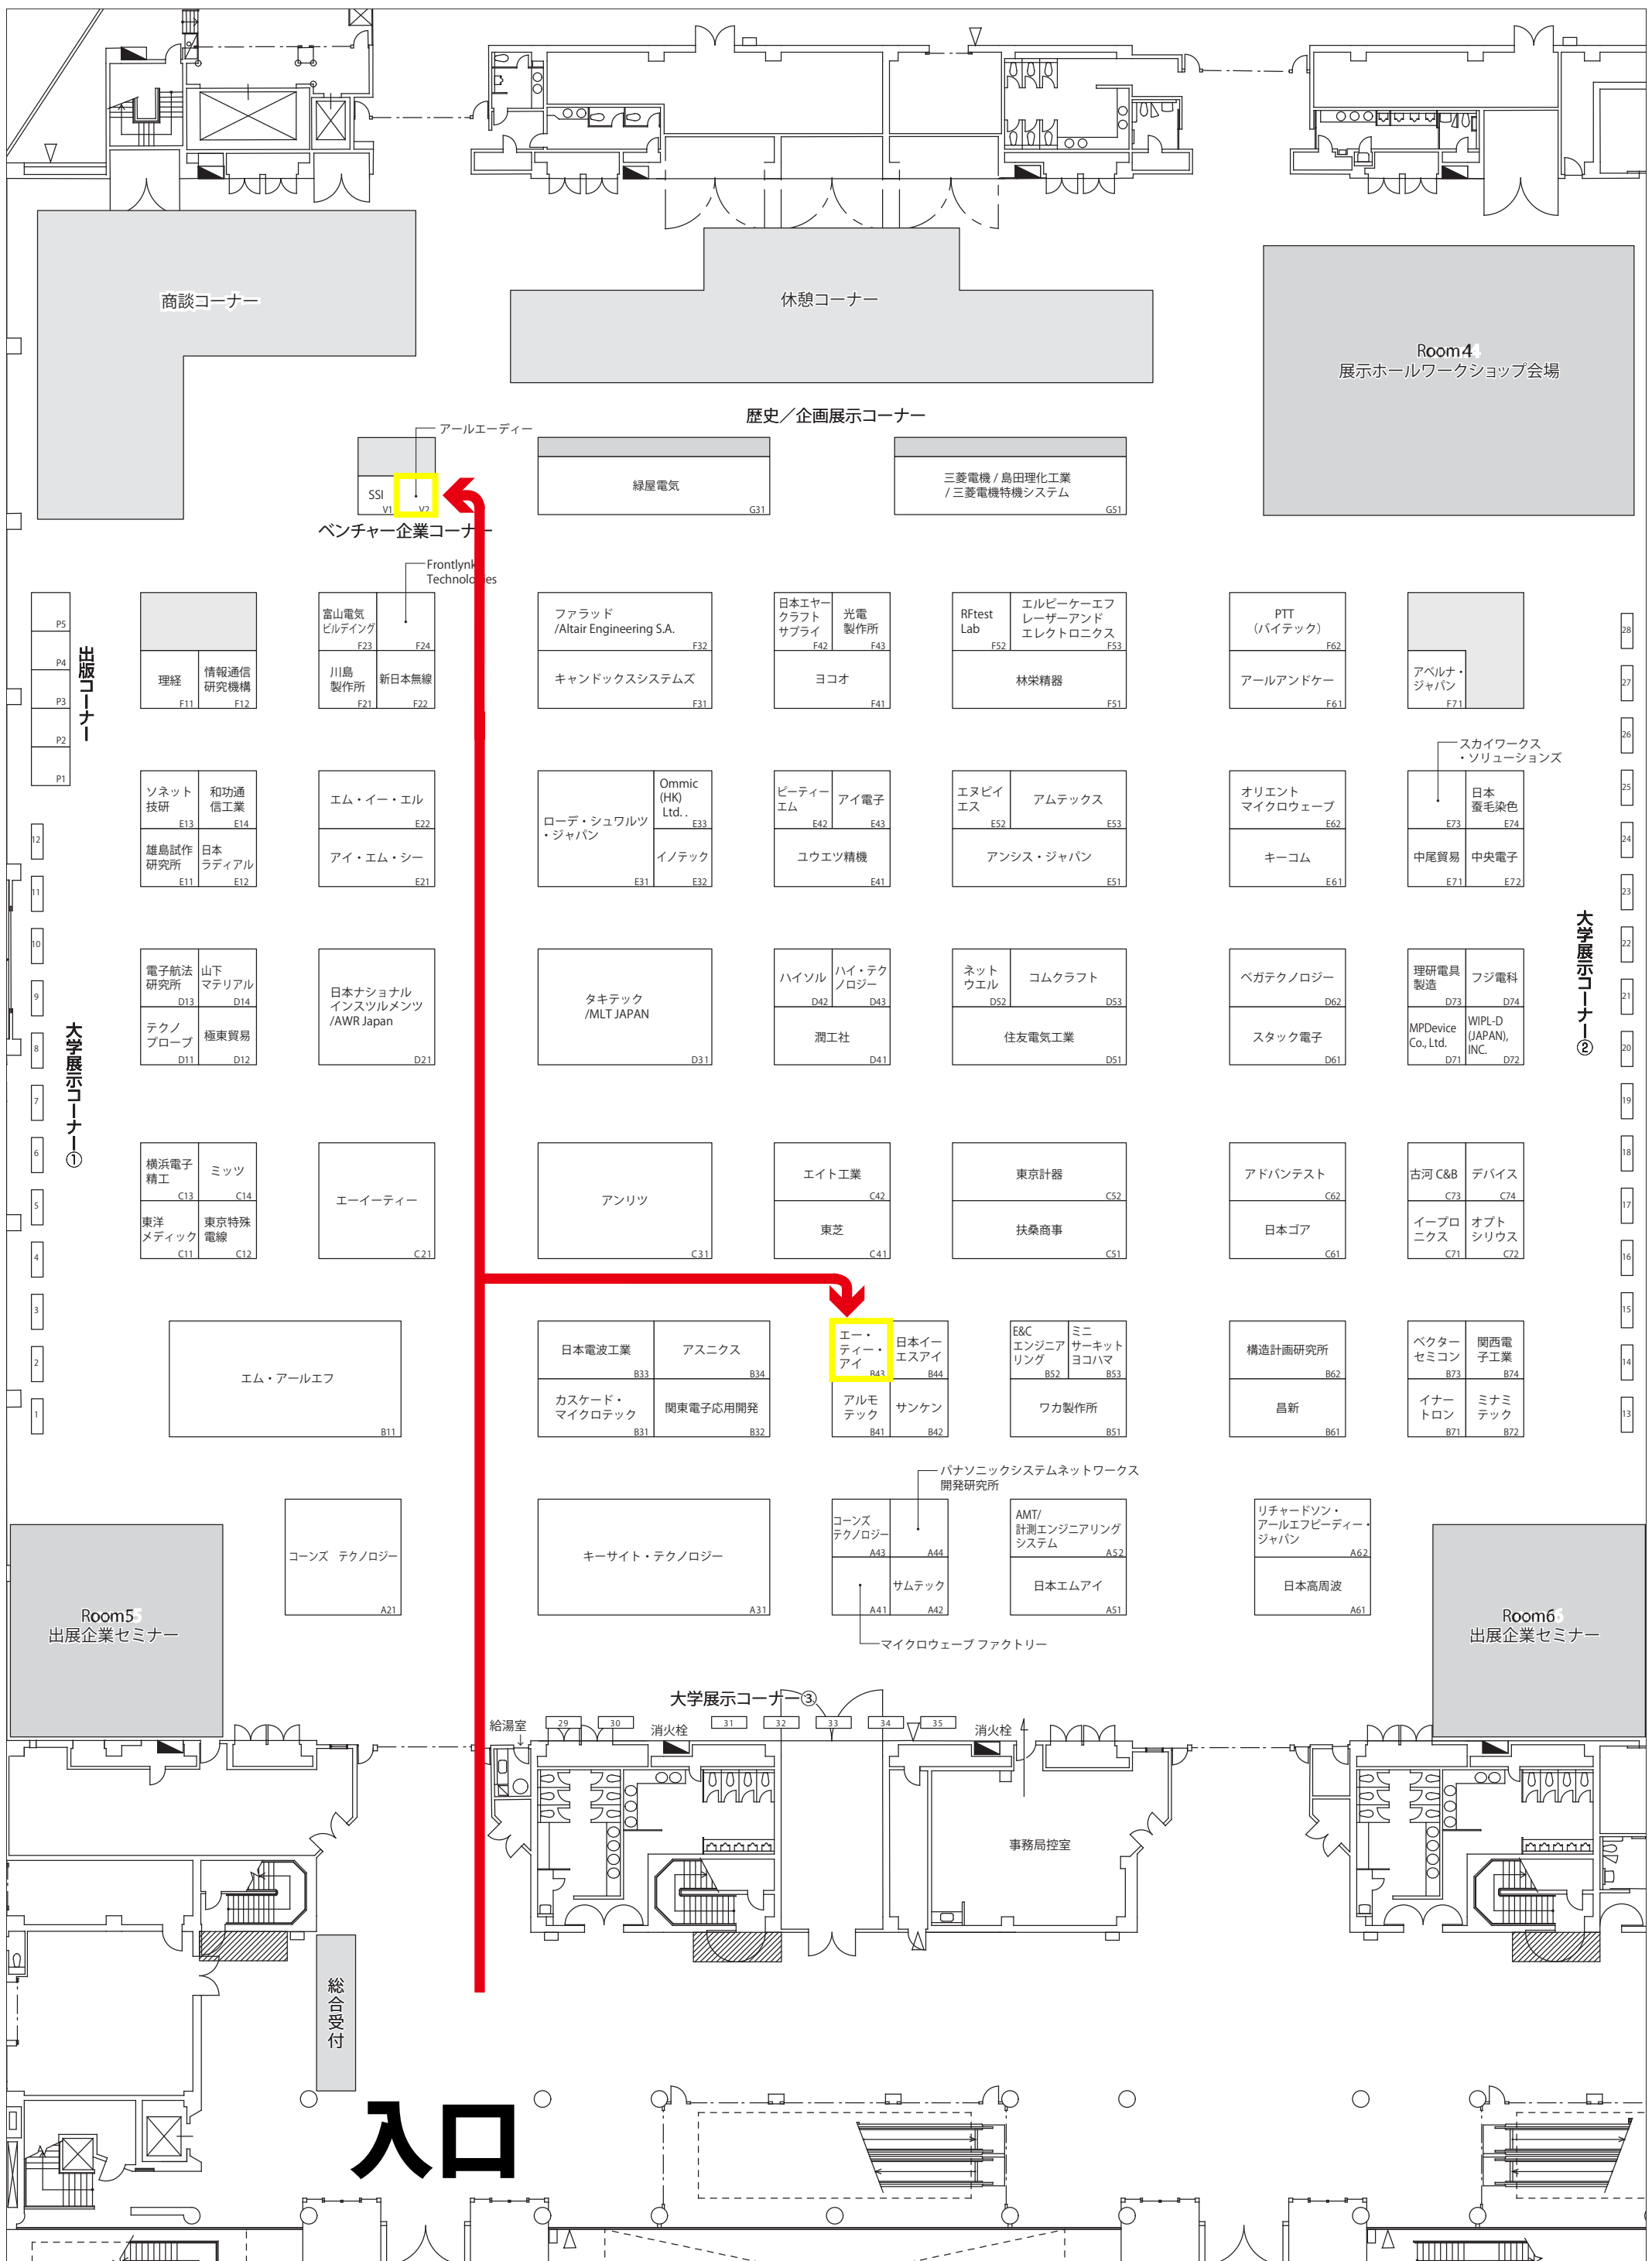 商談コーナー
休憩コーナー
Room4
展示ホールワークショップ会場
歴史／企画展示コーナー
アールエーディー
SSI
V1
V2
緑屋電気
G31
三菱電機 / 島田理化工業
/ 三菱電機特機システム
G51
ベンチャー企業コーナー
Frontlynk
Technologies
出版コーナー
P5
P4
P3
P2
P1
理経
F11
情報通信
研究機構
F12
富山電気
ビルデイング
F23
F24
川島
製作所
F21
新日本無線
F22
ファラッド
/Altair Engineering S.A.
F32
キャンドックスシステムズ
F31
日本エヤー
クラフト
サプライ
F42
光電
製作所
F43
ヨコオ
F41
RFtest
Lab
F52
エルピーケーエフ
レーザーアンド
エレクトロニクス
F53
林栄精器
F51
PTT
（バイテック）
F62
アールアンドケー
F61
アベルナ・
ジャパン
F71
スカイワークス
・ソリューションズ
ソネット
技研
E13
和功通
信工業
E14
雄島試作
研究所
E11
日本
ラディアル
E12
エム・イー・エル
E22
アイ・エム・シー
E21
ローデ・シュワルツ
・ジャパン
E31
Ommic
(HK)
Ltd. .
E33
イノテック
E32
ピーティー
エム
E42
アイ電子
E43
ユウエツ精機
E41
エヌピイ
エス
E52
アムテックス
E53
アンシス・ジャパン
E51
オリエント
マイクロウェーブ
E62
キーコム
E61
E73
日本
蚕毛染色
E74
中尾貿易
E71
中央電子
E72
電子航法
研究所
D13
山下
マテリアル
D14
テクノ
プローブ
D11
極東貿易
D12
日本ナショナル
インスツルメンツ
/AWR Japan
D21
タキテック
/MLT JAPAN
D31
ハイソル
D42
ハイ・テク
ノロジー
D43
潤工社
D41
ネット
ウエル
D52
コムクラフト
D53
住友電気工業
D51
ベガテクノロジー
D62
スタック電子
D61
理研電具
製造
D73
フジ電科
D74
MPDevice
Co., Ltd.
D71
WIPL-D
(JAPAN),
INC.
D72
大学展示コーナー①
12
11
10
9
8
7
6
5
4
3
2
1
大学展示コーナー②
28
27
26
25
24
23
22
21
20
19
18
17
16
15
14
13
横浜電子
精工
C13
ミッツ
C14
東洋
メディック
C11
東京特殊
電線
C12
エーイーティー
C21
アンリツ
C31
エイト工業
C42
東芝
C41
東京計器
C52
扶桑商事
C51
アドバンテスト
C62
日本ゴア
C61
古河 C&B
C73
デバイス
C74
イープロ
ニクス
C71
オプト
シリウス
C72
エム・アールエフ
B11
日本電波工業
B33
アスニクス
B34
カスケード・
マイクロテック
B31
関東電子応用開発
B32
エー・
ティー・
アイ
B43
日本イー
エスアイ
B44
アルモ
テック
B41
サンケン
B42
E&C
エンジニア
リング
B52
ミニ
サーキット
ヨコハマ
B53
ワカ製作所
B51
構造計画研究所
B62
昌新
B61
ベクター
セミコン
B73
関西電
子工業
B74
イナー
トロン
B71
ミナミ
テック
B72
パナソニックシステムネットワークス
開発研究所
コーンズ　テクノロジー
A21
キーサイト・テクノロジー
A31
コーンズ
テクノロジー
A43
A44
A41
サムテック
A42
マイクロウェーブ ファクトリー
AMT/
計測エンジニアリング
システム
A52
日本エムアイ
A51
リチャードソン・
アールエフピーディー・
ジャパン
A62
日本高周波
A61
Room5
出展企業セミナー
Room6
出展企業セミナー
大学展示コーナー③
給湯室
29
30
消火栓
31
32
33
34
35
消火栓
事務局控室
総合受付
入口